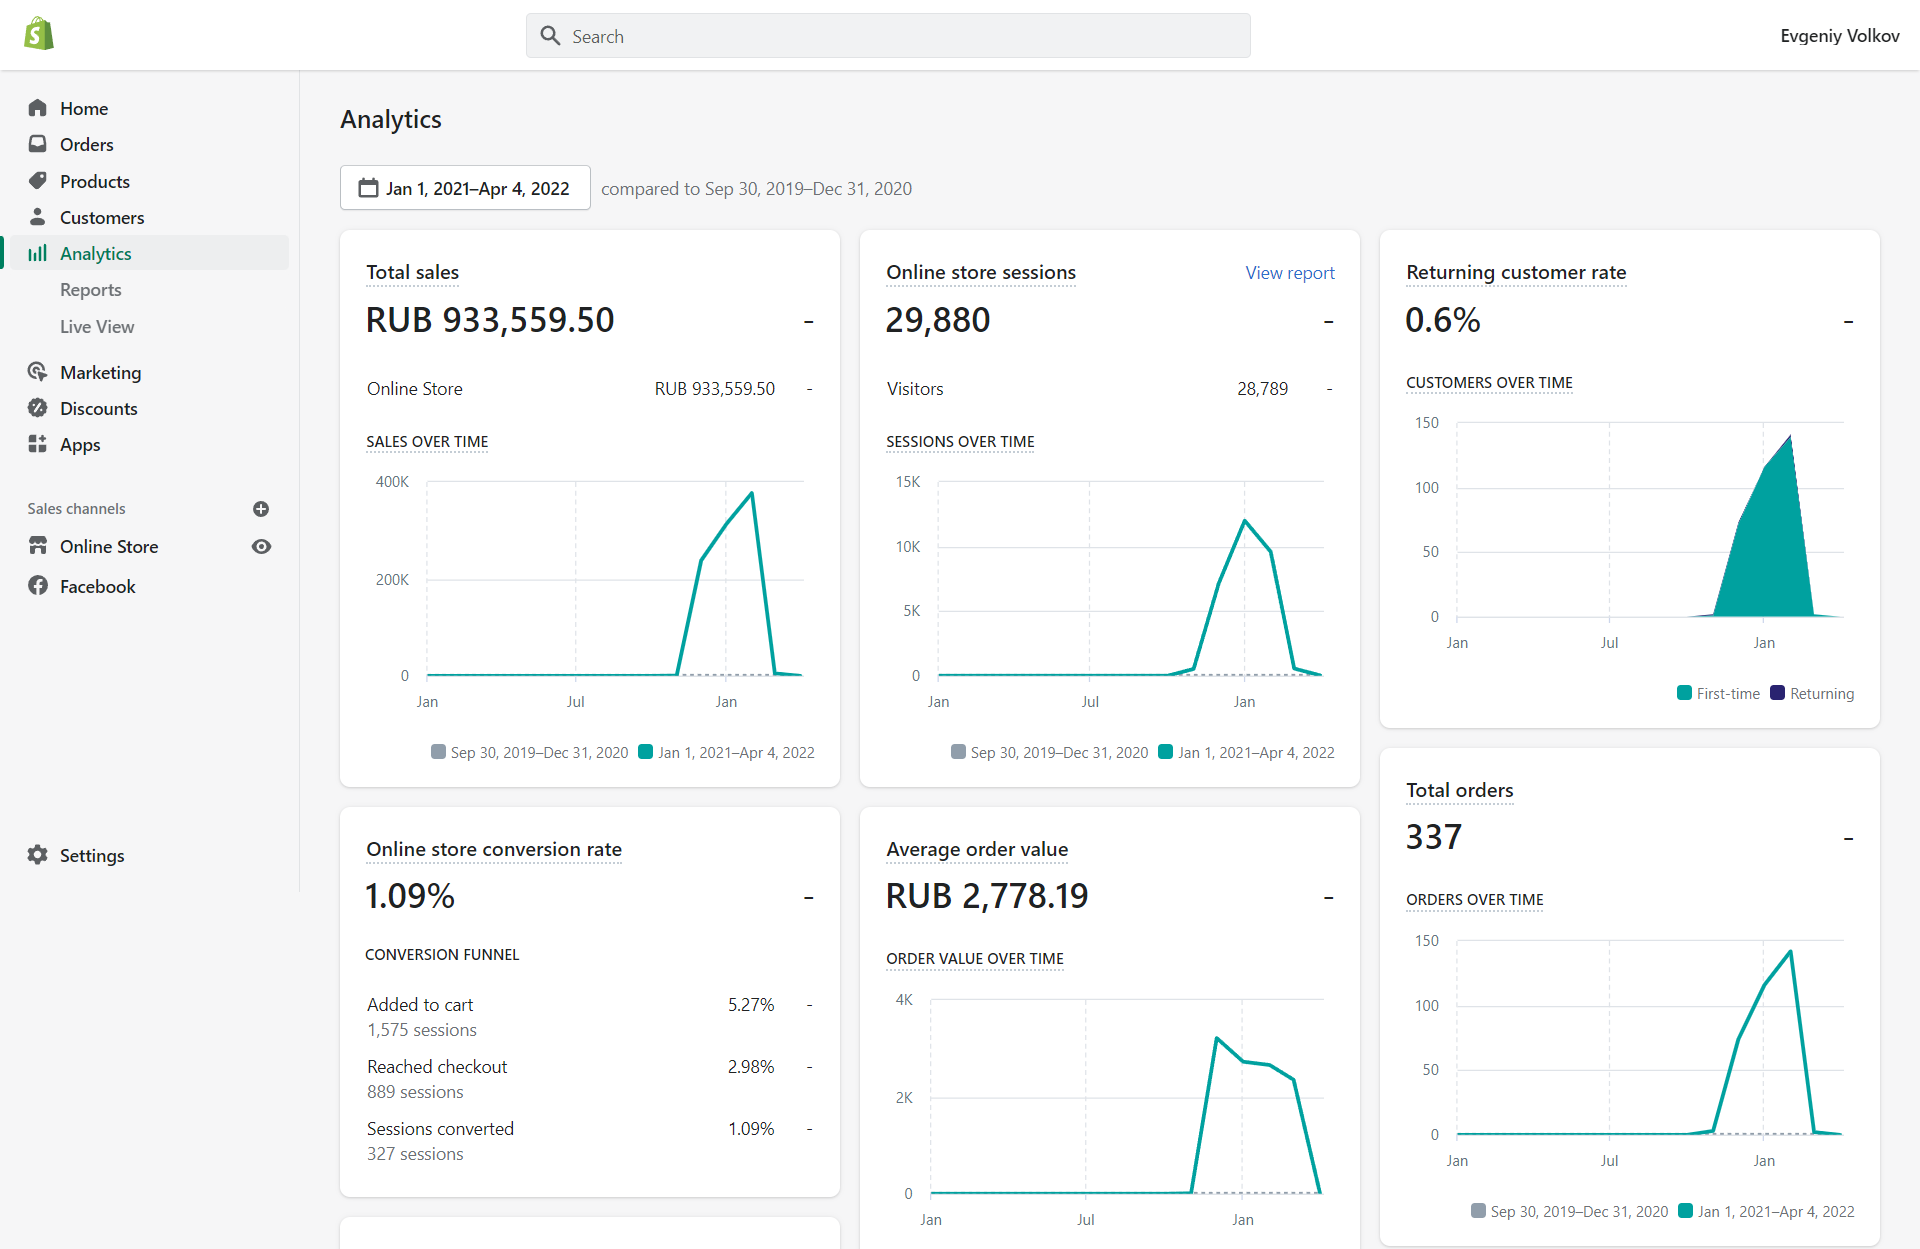 S
Search
Evgeniy Volkov
Home
Orders
Products
Customers
Analytics
Reports
Live View
Marketing
Discounts
Apps
Sales channels
Online Store
Facebook
Settings
Analytics
Jan 1, 2021–Apr 4, 2022 compared to Sep 30, 2019–Dec 31, 2020
Total sales
RUB 933,559.50 -
Online Store RUB 933,559.50 -
SALES OVER TIME
400K
200K
0
Jan Jul Jan
Sep 30, 2019–Dec 31, 2020 Jan 1, 2021–Apr 4, 2022
Online store sessions View report
29,880 -
Visitors 28,789 -
SESSIONS OVER TIME
15K
10K
5K
0
Jan Jul Jan
Sep 30, 2019–Dec 31, 2020 Jan 1, 2021–Apr 4, 2022
Returning customer rate
0.6% -
CUSTOMERS OVER TIME
150
100
50
0
Jan Jul Jan
First-time Returning
Online store conversion rate
1.09% -
CONVERSION FUNNEL
Added to cart 5.27% -
1,575 sessions
Reached checkout 2.98% -
889 sessions
Sessions converted 1.09% -
327 sessions
Average order value
RUB 2,778.19 -
ORDER VALUE OVER TIME
4K
2K
0
Jan Jul Jan
Total orders
337 -
ORDERS OVER TIME
150
100
50
0
Jan Jul Jan
Sep 30, 2019–Dec 31, 2020 Jan 1, 2021–Apr 4, 2022